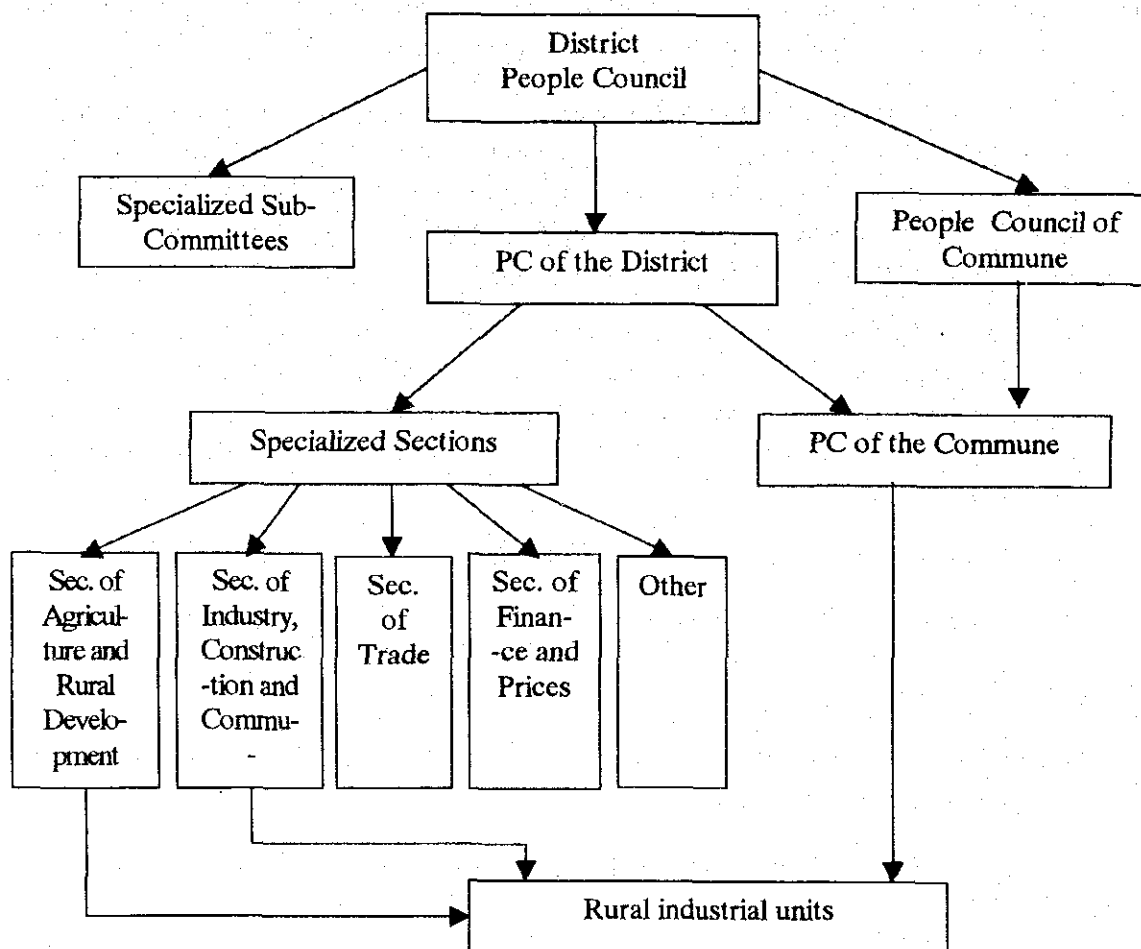 District
People Council
Specialized Sub-
Committees
People Council of
Commune
PC of the District
Specialized Sections
PC of the Commune
Sec. of
Agricul-
ture and
Rural
Develo-
pment
Sec. of
Industry,
Construc
-tion and
Commu-
-
Sec.
of
Trade
Sec. of
Finan-
-ce and
Prices
Other
Rural industrial units